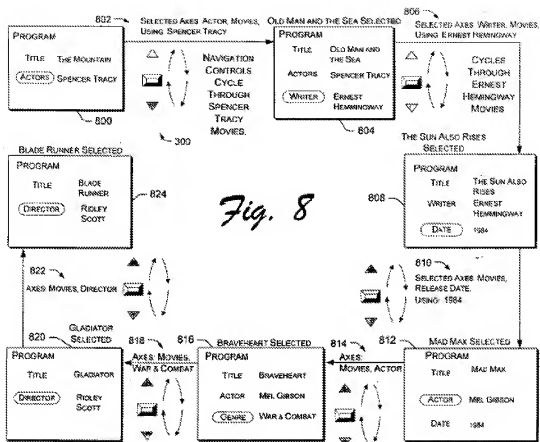 802
SELECTED AXES ACTOR, MOVIES,
USING SPENCER TRACY
PROGRAM
TITLE THE MOUNTAIN
ACTORS SPENCER TRACY
800
300
NAVIGATION
CONTROLS
CYCLE
THROUGH
SPENCER
TRACY
MOVIES.
OLD MAN AND THE SEA SELECTED
PROGRAM
TITLE OLD MAN AND
THE SEA
ACTORS SPENCER TRACY
WRITER ERNEST
HEMMINGWAY
804
806
SELECTED AXES WRITER, MOVIES,
USING ERNEST HEMINGWAY
CYCLES
THROUGH
ERNEST
HEMINGWAY
MOVIES
THE SUN ALSO RISES
SELECTED
PROGRAM
TITLE THE SUN ALSO
RISES
WRITER ERNEST
HEMMINGWAY
DATE 1984
808
810
SELECTED AXES MOVIES,
RELEASE DATE,
USING 1984
MAD MAX SELECTED
812
PROGRAM
TITLE MAD MAX
ACTOR MEL GIBSON
DATE 1984
814
AXES:
MOVIES, ACTOR
816
BRAVEHEART SELECTED
PROGRAM
TITLE BRAVEHEART
ACTOR MEL GIBSON
GENRE WAR & COMBAT
818
AXES: MOVIES,
WAR & COMBAT
820
GLADIATOR
SELECTED
PROGRAM
TITLE GLADIATOR
DIRECTOR RIDLEY
SCOTT
822
AXES MOVIES, DIRECTOR
BLADE RUNNER SELECTED
PROGRAM
TITLE BLADE
RUNNER
DIRECTOR RIDLEY
SCOTT
824
Fig. 8